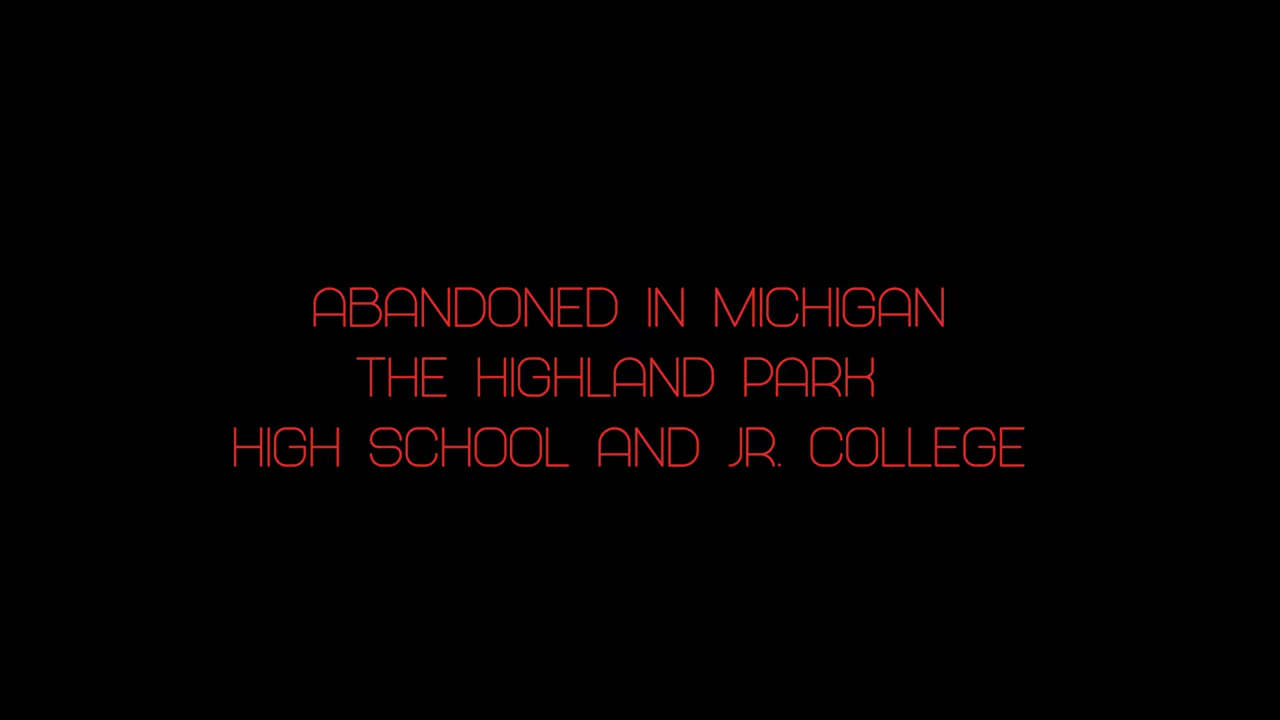 ABANDONED IN MICHIGAN
THE HIGHLAND PARK
HIGH SCHOOL AND JR. COLLEGE